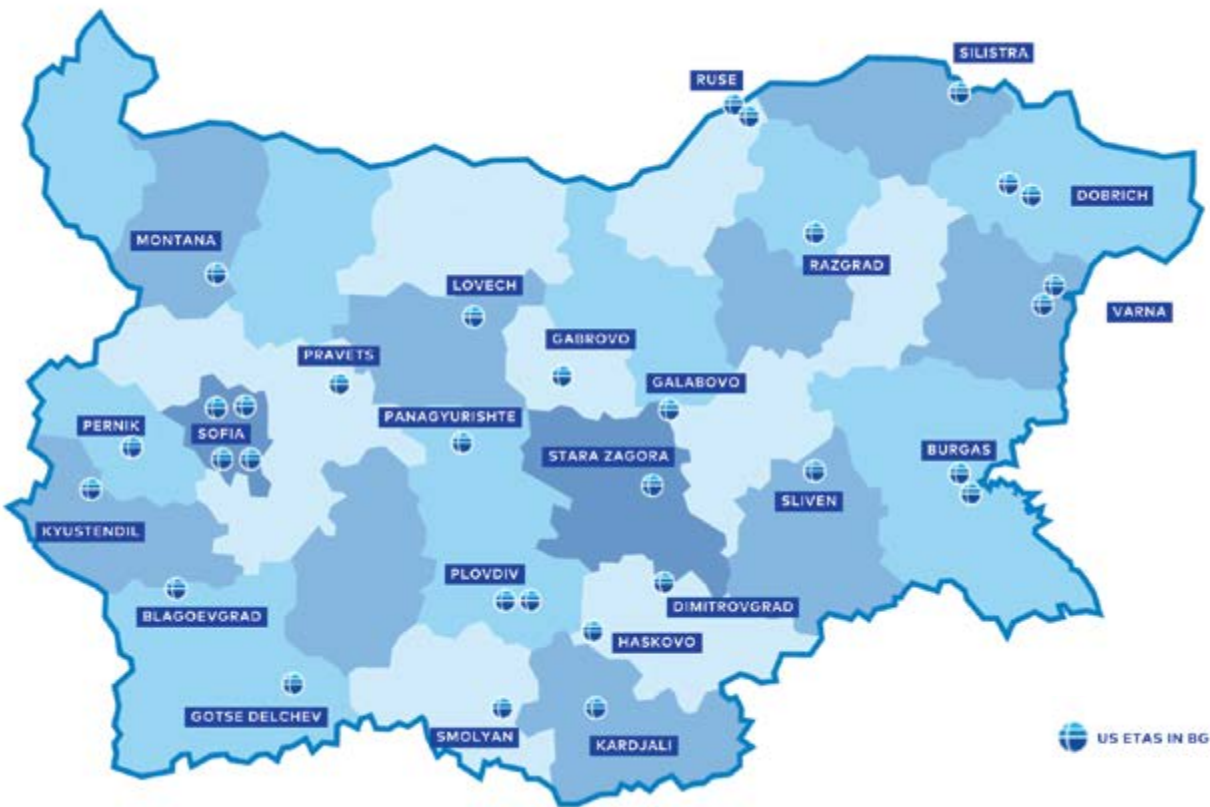 SILISTRA
RUSE
DOBRICH
MONTANA
RAZGRAD
LOVECH
VARNA
GABROVO
PRAVETS
GALABOVO
PANAGYURISHTE
PERNIK
SOFIA
BURGAS
STARA ZAGORA
SLIVEN
KYUSTENDIL
PLOVDIV
DIMITROVGRAD
BLAGOEVGRAD
HASKOVO
GOTSE DELCHEV
SMOLYAN
KARDJALI
US ETAS IN BG